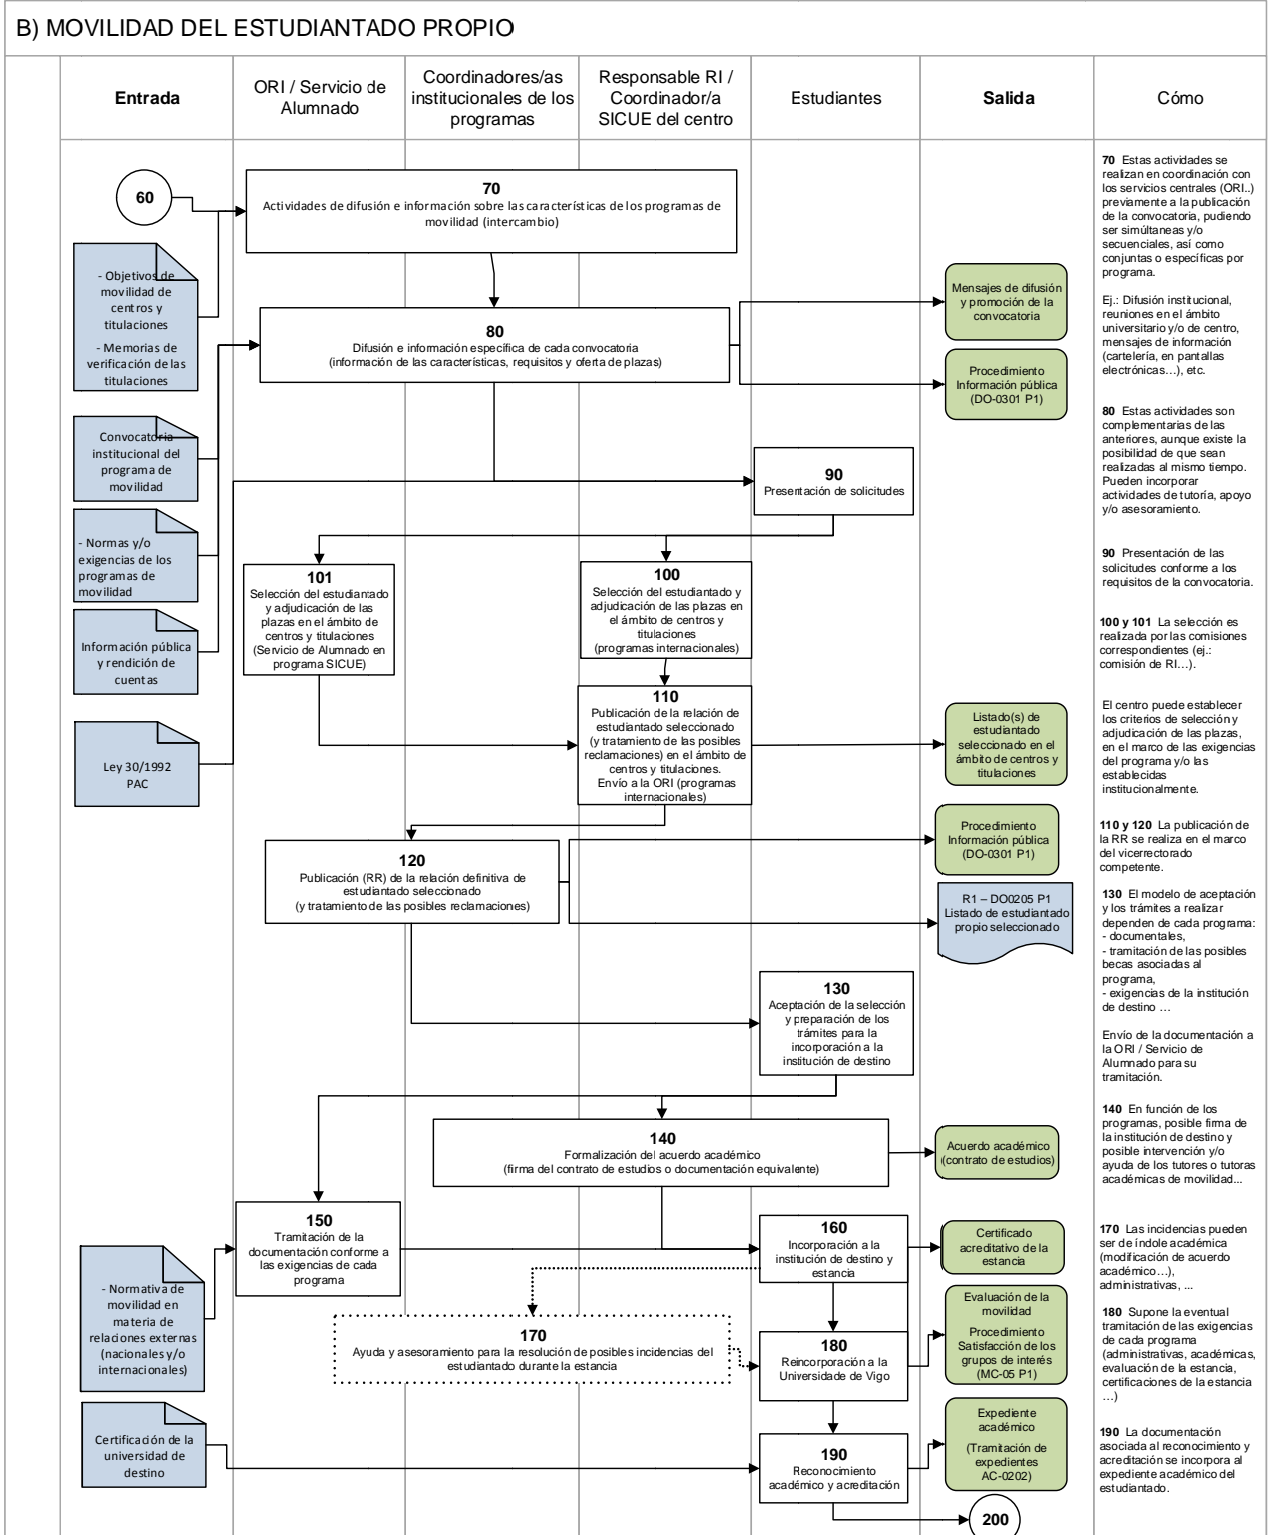 B) MOVILIDAD DEL ESTUDIANTADO PROPIO
Entrada
ORI / Servicio de
Alumnado
Coordinadores/as
institucionales de los
programas
Responsable RI /
Coordinador/a
SICUE del centro
Estudiantes
Salida
Cómo
60
70
Actividades de difusión e información sobre las características de los programas de
movilidad (intercambio)
- Objetivos de
movilidad de
centros y
titulaciones
- Memorias de
verificación de las
titulaciones
80
Difusión e información específica de cada convocatoria
(información de las características, requisitos y oferta de plazas)
Mensajes de difusión
y promoción de la
convocatoria
Procedimiento
Información pública
(DO-0301 P1)
Convocatoria
institucional del
programa de
movilidad
90
Presentación de solicitudes
- Normas y/o
exigencias de los
programas de
movilidad
101
Selección del estudiantado
y adjudicación de las
plazas en el ámbito de
centros y titulaciones
(Servicio de Alumnado en
programa SICUE)
100
Selección del estudiantado y
adjudicación de las plazas en
el ámbito de centros y
titulaciones
(programas internacionales)
Información pública
y rendición de
cuentas
110
Publicación de la relación de
estudiantado seleccionado
(y tratamiento de las posibles
reclamaciones) en el ámbito de
centros y titulaciones.
Envío a la ORI (programas
internacionales)
Listado(s) de
estudiantado
seleccionado en el
ámbito de centros y
titulaciones
Ley 30/1992
PAC
120
Publicación (RR) de la relación definitiva de
estudiantado seleccionado
(y tratamiento de las posibles reclamaciones)
Procedimiento
Información pública
(DO-0301 P1)
R1 – DO0205 P1
Listado de estudiantado
propio seleccionado
130
Aceptación de la selección
y preparación de los
trámites para la
incorporación a la
institución de destino
140
Formalización del acuerdo académico
(firma del contrato de estudios o documentación equivalente)
Acuerdo académico
(contrato de estudios)
150
Tramitación de la
documentación conforme a
las exigencias de cada
programa
160
Incorporación a la
institución de destino y
estancia
Certificado
acreditativo de la
estancia
- Normativa de
movilidad en
materia de
relaciones externas
(nacionales y/o
internacionales)
170
Ayuda y asesoramiento para la resolución de posibles incidencias del
estudiantado durante la estancia
180
Reincorporación a la
Universidade de Vigo
Evaluación de la
movilidad
Procedimiento
Satisfacción de los
grupos de interés
(MC-05 P1)
Certificación de la
universidad de
destino
190
Reconocimiento
académico y acreditación
Expediente
académico
(Tramitación de
expedientes
AC-0202)
200
70 Estas actividades se
realizan en coordinación con
los servicios centrales (ORI..)
previamente a la publicación
de la convocatoria, pudiendo
ser simúltaneas y/o
secuenciales, así como
conjuntas o específicas por
programa.
Ej.: Difusión institucional,
reuniones en el ámbito
universitario y/o de centro,
mensajes de información
(cartelería, en pantallas
electrónicas…), etc.
80 Estas actividades son
complementarias de las
anteriores, aunque existe la
posibilidad de que sean
realizadas al mismo tiempo.
Pueden incorporar
actividades de tutoría, apoyo
y/o asesoramiento.
90 Presentación de las
solicitudes conforme a los
requisitos de la convocatoria.
100 y 101 La selección es
realizada por las comisiones
correspondientes (ej.:
comisión de RI…).
El centro puede establecer
los criterios de selección y
adjudicación de las plazas,
en el marco de las exigencias
del programa y/o las
establecidas
institucionalmente.
110 y 120 La publicación de
la RR se realiza en el marco
del vicerrectorado
competente.
130 El modelo de aceptación
y los trámites a realizar
dependen de cada programa:
- documentales,
- tramitación de las posibles
becas asociadas al
programa,
- exigencias de la institución
de destino …
Envío de la documentación a
la ORI / Servicio de
Alumnado para su
tramitación.
140 En función de los
programas, posible firma de
la institución de destino y
posible intervención y/o
ayuda de los tutores o tutoras
académicas de movilidad...
170 Las incidencias pueden
ser de índole académica
(modificación de acuerdo
académico…),
administrativas, ...
180 Supone la eventual
tramitación de las exigencias
de cada programa
(administrativas, académicas,
evaluación de la estancia,
certificaciones de la estancia
…)
190 La documentación
asociada al reconocimiento y
acreditación se incorpora al
expediente académico del
estudiantado.